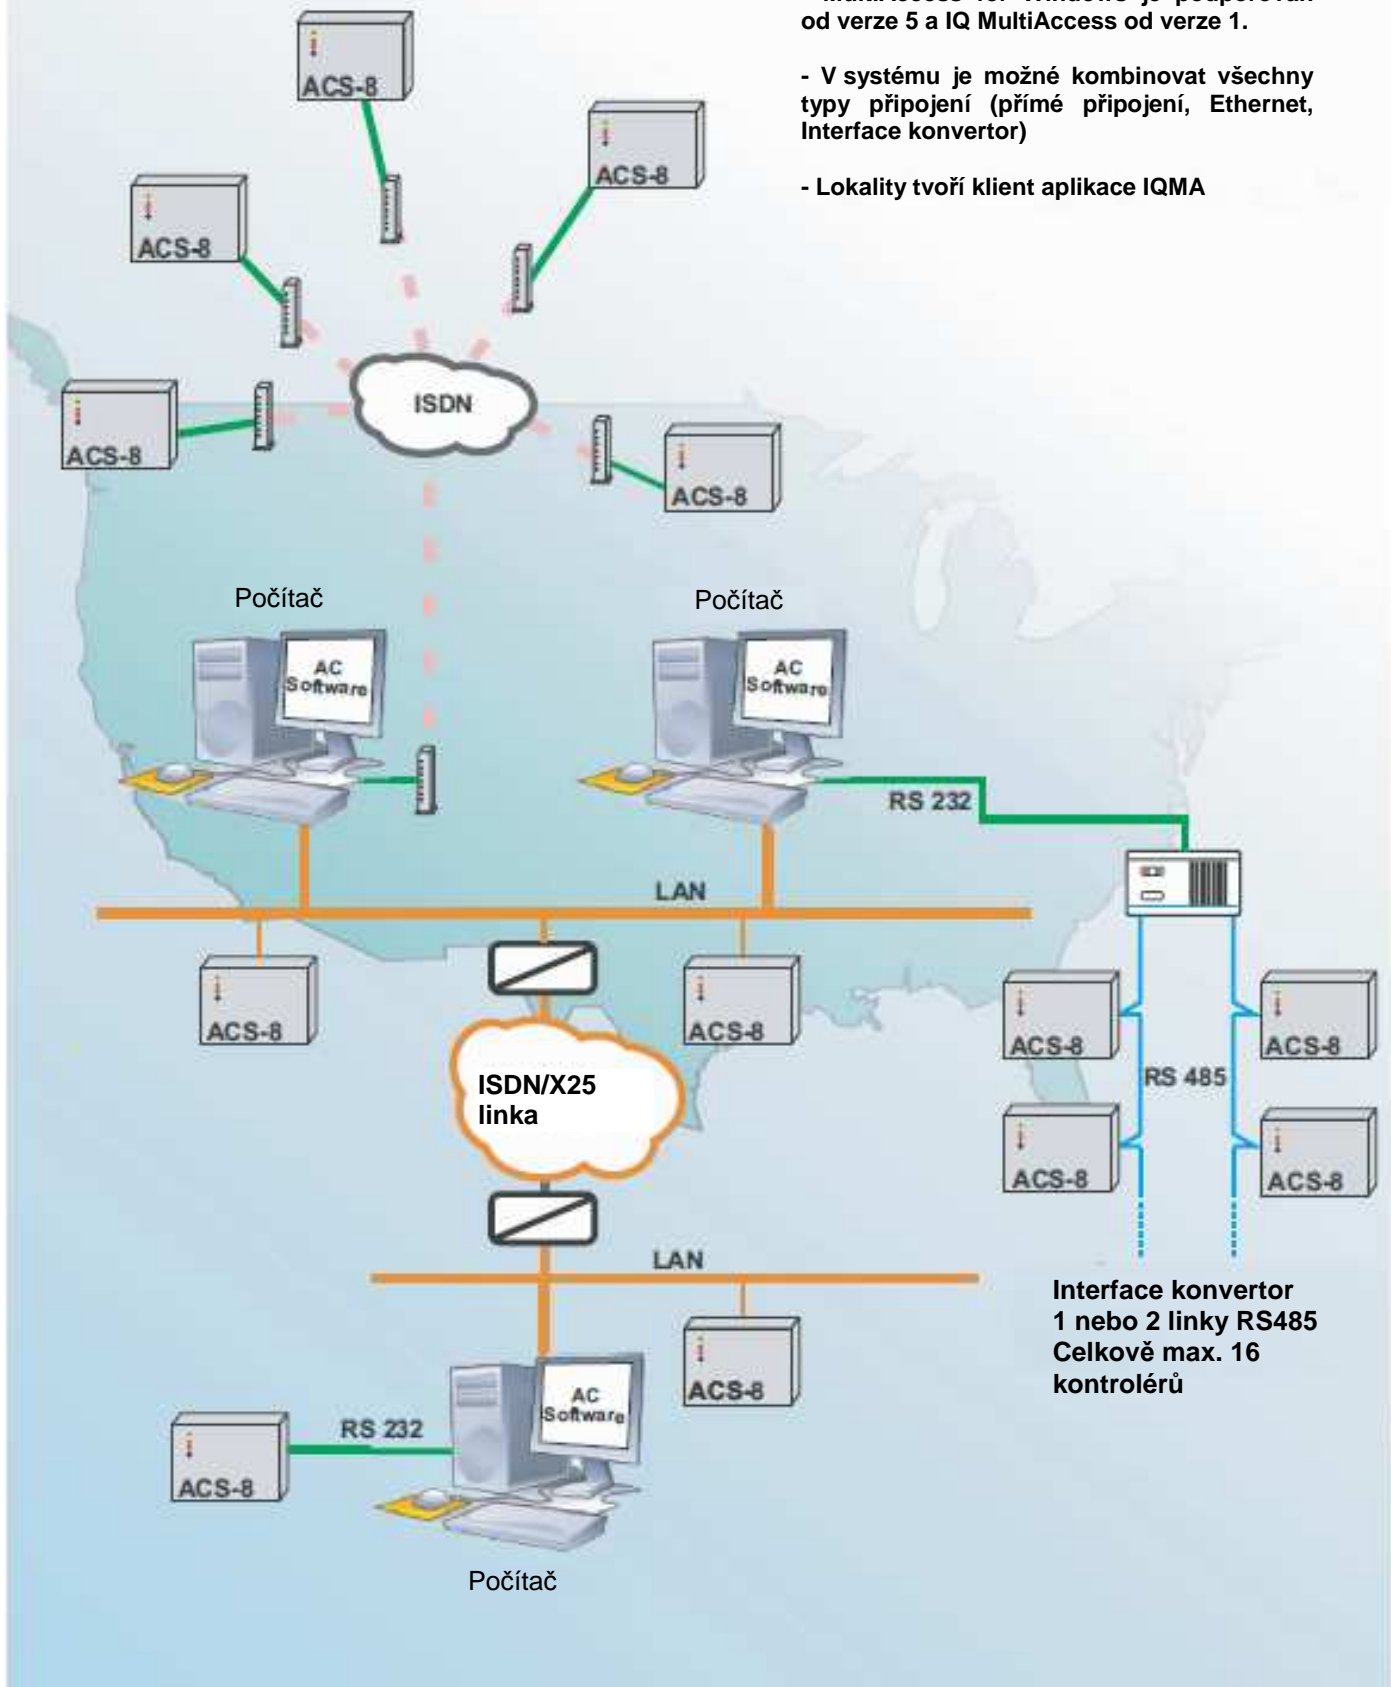 od verze 5 a IQ MultiAccess od verze 1.
- V systému je možné kombinovat všechny
typy připojení (přímé připojení, Ethernet,
Interface konvertor)
- Lokality tvoří klient aplikace IQMA
ACS-8
ACS-8
ACS-8
ACS-8
ISDN
ACS-8
Počítač
Počítač
AC
Software
AC
Software
RS 232
LAN
ACS-8
ACS-8
ACS-8
ACS-8
RS 485
ISDN/X25
linka
ACS-8
ACS-8
LAN
Interface konvertor
1 nebo 2 linky RS485
Celkově max. 16
kontrolérů
ACS-8
AC
Software
RS 232
ACS-8
Počítač